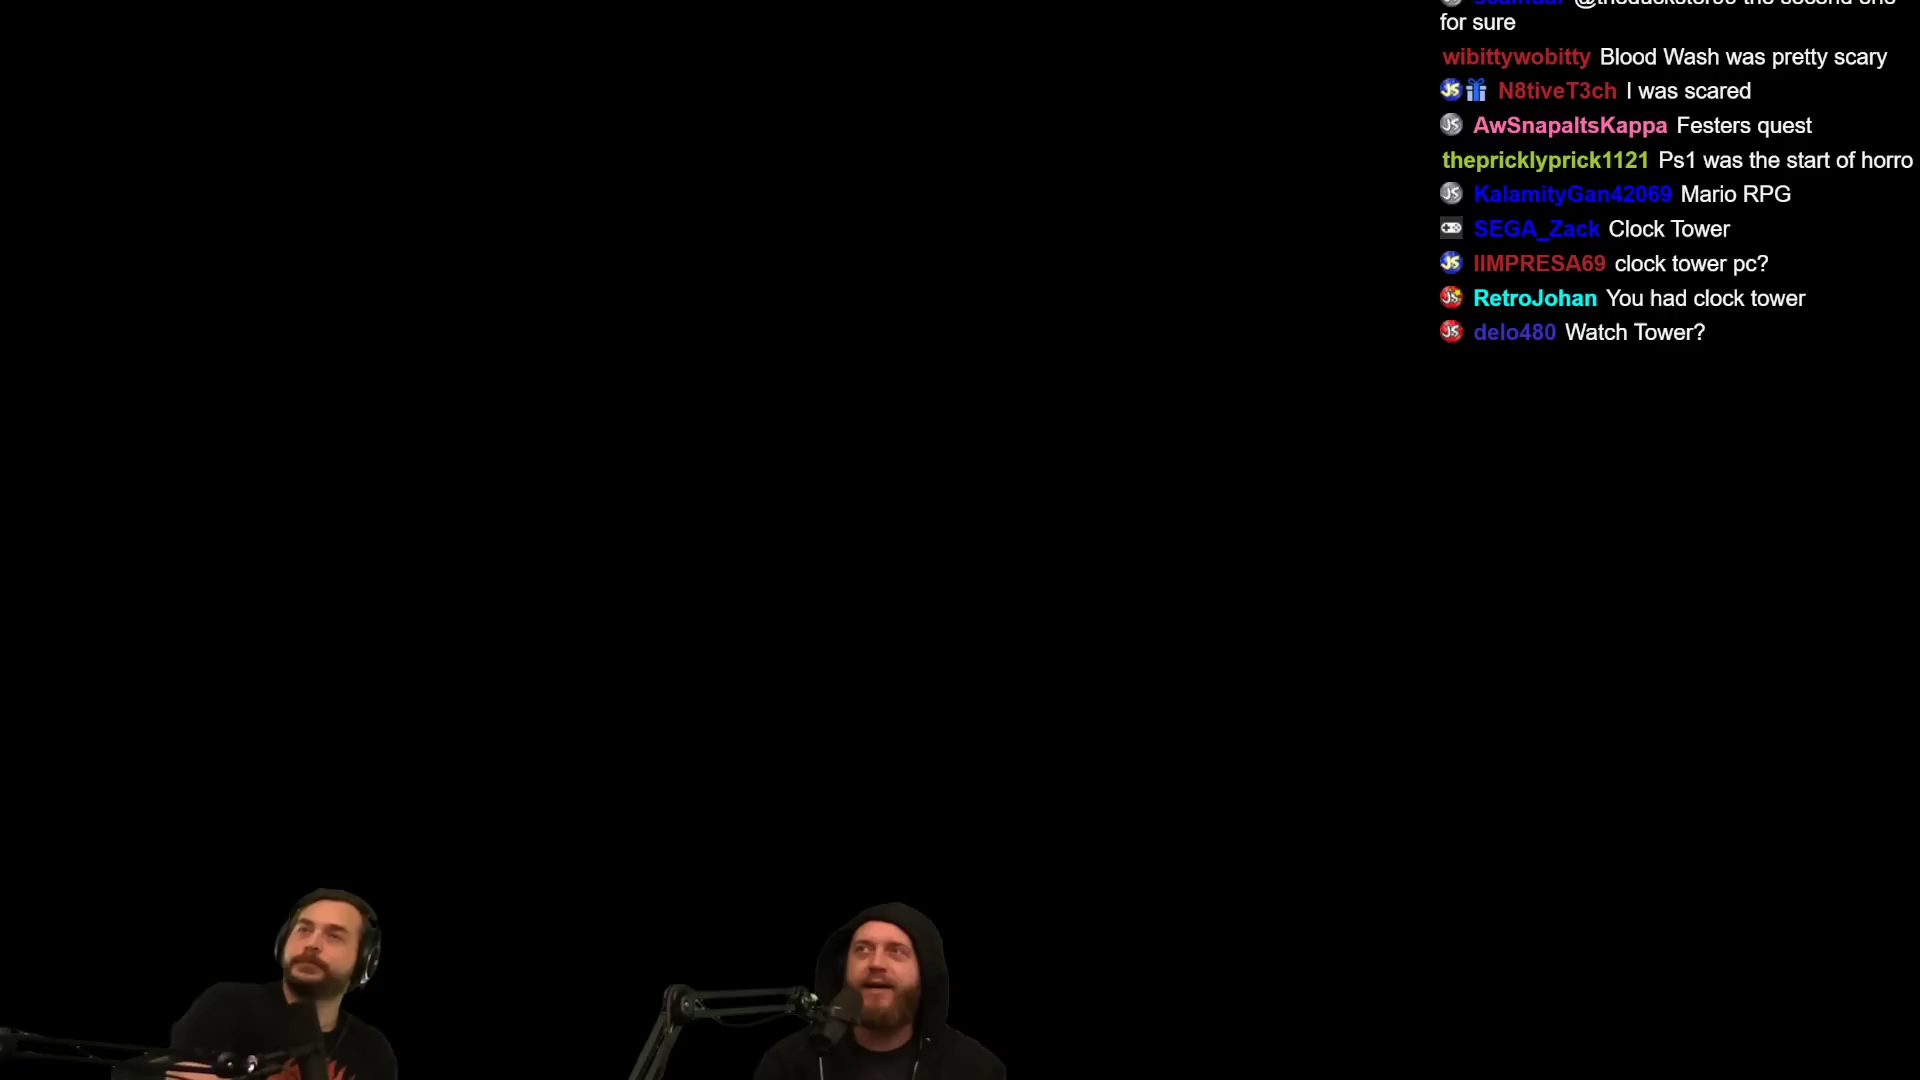 for sure
wibittywobitty Blood Wash was pretty scary
N8tiveT3ch I was scared
AwSnapaItsKappa Festers quest
thepricklyprick1121 Ps1 was the start of horro
KalamityGan42069 Mario RPG
SEGA_Zack Clock Tower
IIMPRESA69 clock tower pc?
RetroJohan You had clock tower
delo480 Watch Tower?